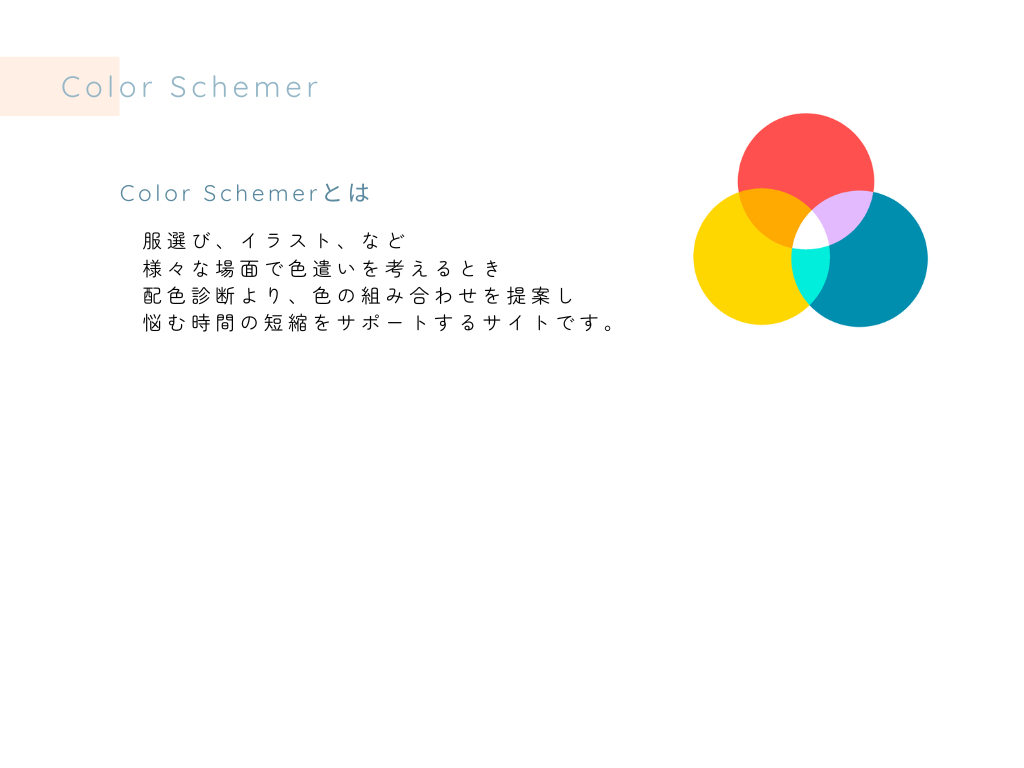 Color Schemer
Color Schemerとは
服選び、イラスト、など
様々な場面で色遣いを考えるとき
配色診断より、色の組み合わせを提案し
悩む時間の短縮をサポートするサイトです。